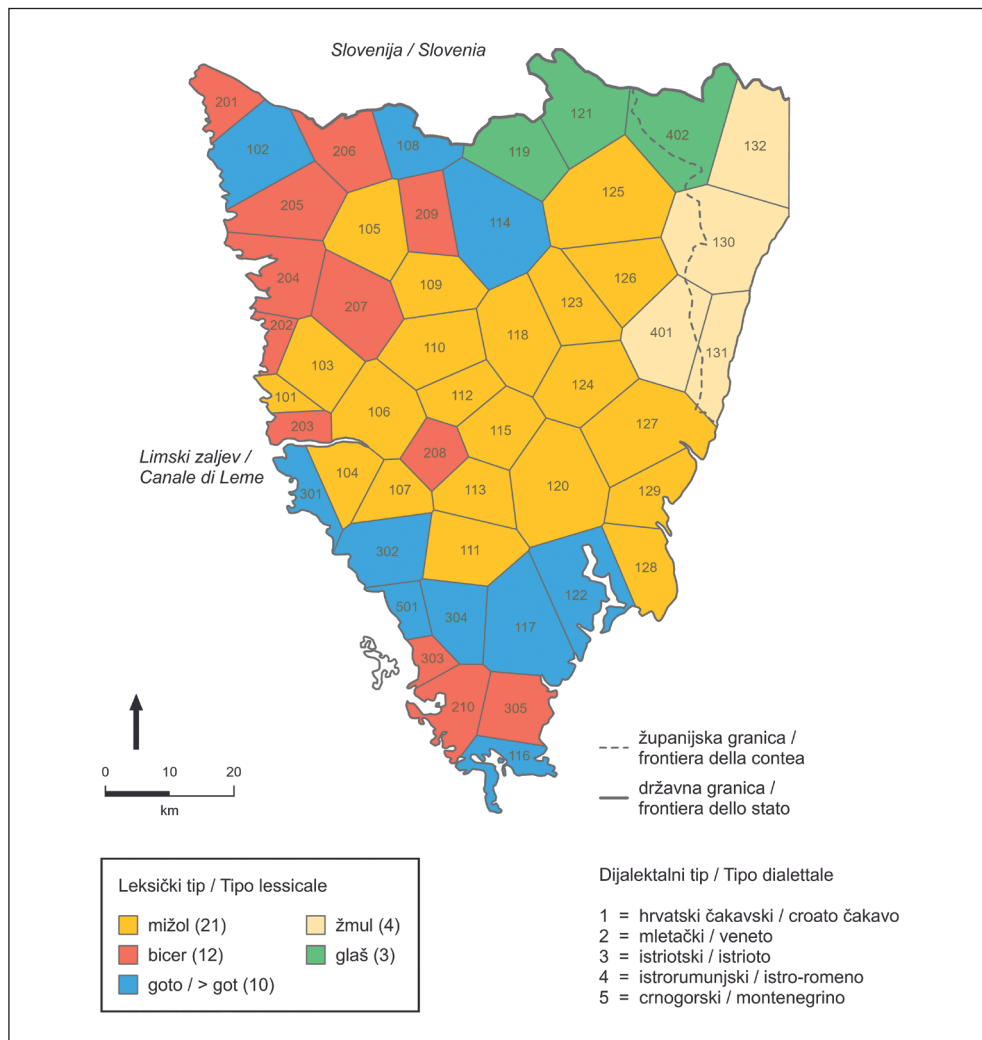 Slovenija / Slovenia
201
121
402
132
102
206
108
119
205
105
209
114
125
130
204
207
109
126
123
202
103
110
118
401
131
101
106
112
124
203
115
127
Limski zaljev /
Canale di Leme
208
301
104
107
113
120
129
302
111
128
501
304
117
122
303
210
305
116
0 10 20
km
županijska granica /
frontiera della contea
državna granica /
frontiera dello stato
Leksički tip / Tipo lessicale
mižol (21)
žmul (4)
bicer (12)
glaš (3)
goto / > got (10)
Dijalektalni tip / Tipo dialettale
1 = hrvatski čakavski / croato čakavo
2 = mletački / veneto
3 = istriotski / istrioto
4 = istrorumunjski / istro-romeno
5 = crnogorski / montenegrino